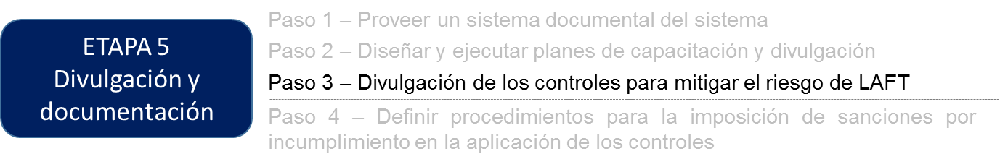 ETAPA 5
Divulgación y
documentación
Paso 1 – Proveer un sistema documental del sistema
Paso 2 – Diseñar y ejecutar planes de capacitación y divulgación
Paso 3 – Divulgación de los controles para mitigar el riesgo de LAFT
Paso 4 – Definir procedimientos para la imposición de sanciones por
incumplimiento en la aplicación de los controles